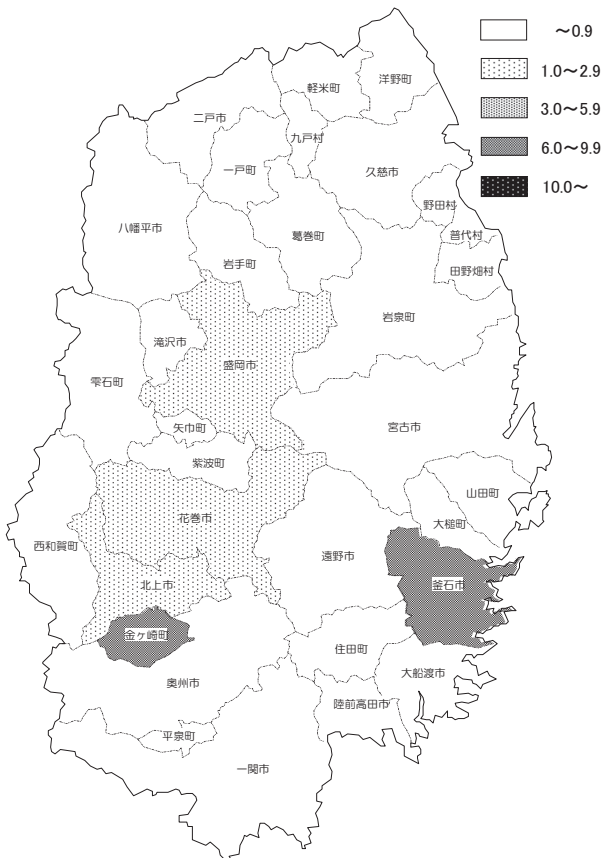 ~0.9
1.0~2.9
3.0~5.9
6.0~9.9
10.0~
洋野町
軽米町
二戸市
九戸村
一戸町
久慈市
野田村
八幡平市
葛巻町
普代村
岩手町
田野畑村
岩泉町
滝沢市
盛岡市
雫石町
矢巾町
宮古市
紫波町
山田町
花巻市
大槌町
西和賀町
遠野市
北上市
釜石市
金ヶ崎町
住田町
大船渡市
奥州市
陸前高田市
平泉町
一関市